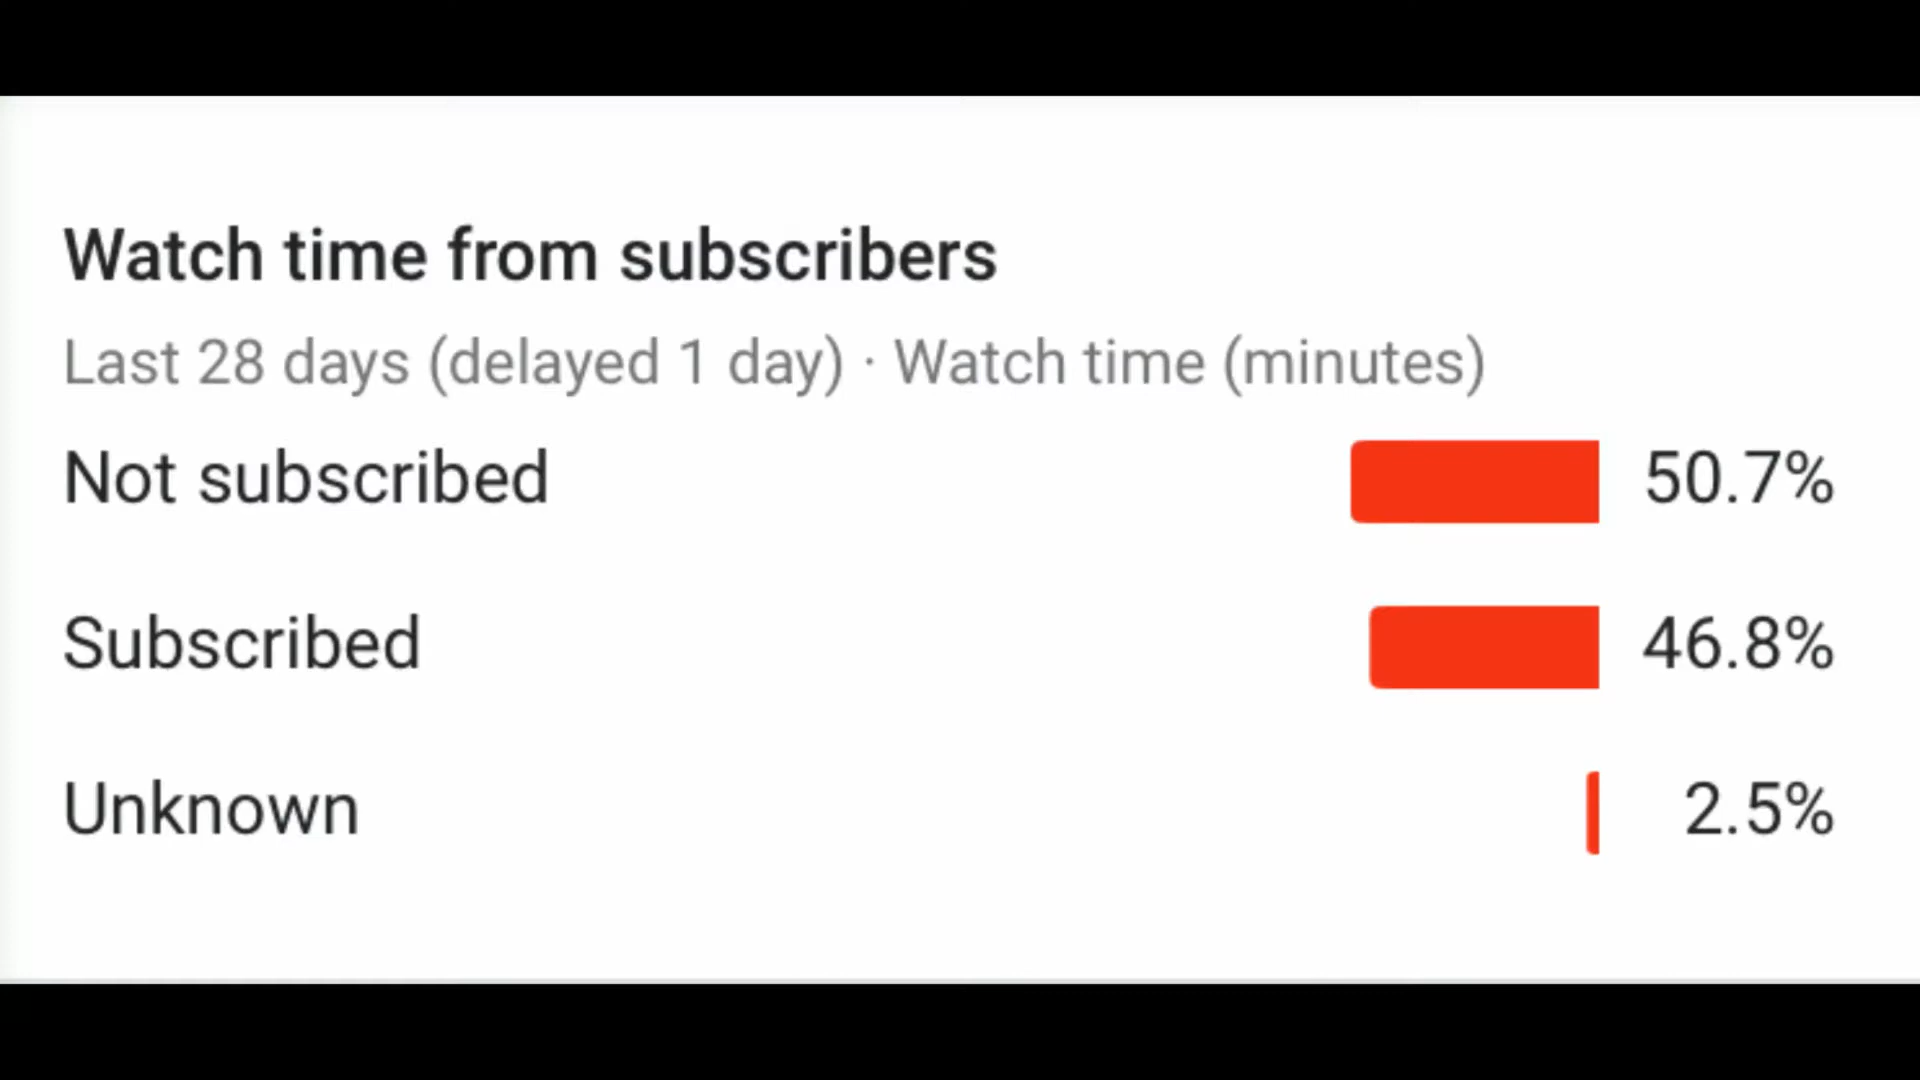 Watch time from subscribers
Last 28 days (delayed 1 day) · Watch time (minutes)
Not subscribed 50.7%
Subscribed 46.8%
Unknown 2.5%